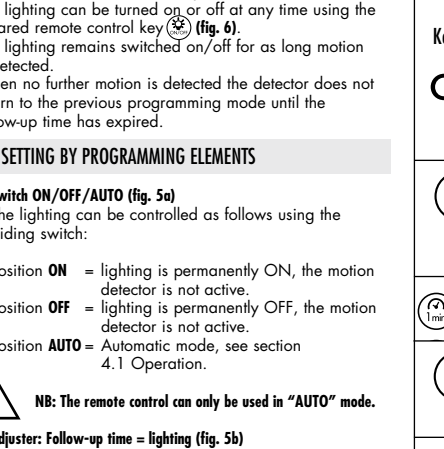 lighting can be turned on or off at any time using the
ared remote control key ON/OFF (fig. 6).
lighting remains switched on/off for as long motion
etected.
en no further motion is detected the detector does not
rn to the previous programming mode until the
ow-up time has expired.
SETTING BY PROGRAMMING ELEMENTS
witch ON/OFF/AUTO (fig. 5a)
he lighting can be controlled as follows using the
iding switch:
osition ON = lighting is permanently ON, the motion
detector is not active.
osition OFF = lighting is permanently OFF, the motion
detector is not active.
osition AUTO = Automatic mode, see section
4.1 Operation.
NB: The remote control can only be used in “AUTO” mode.
djuster: Follow-up time = lighting (fig. 5b)
Ke
1min